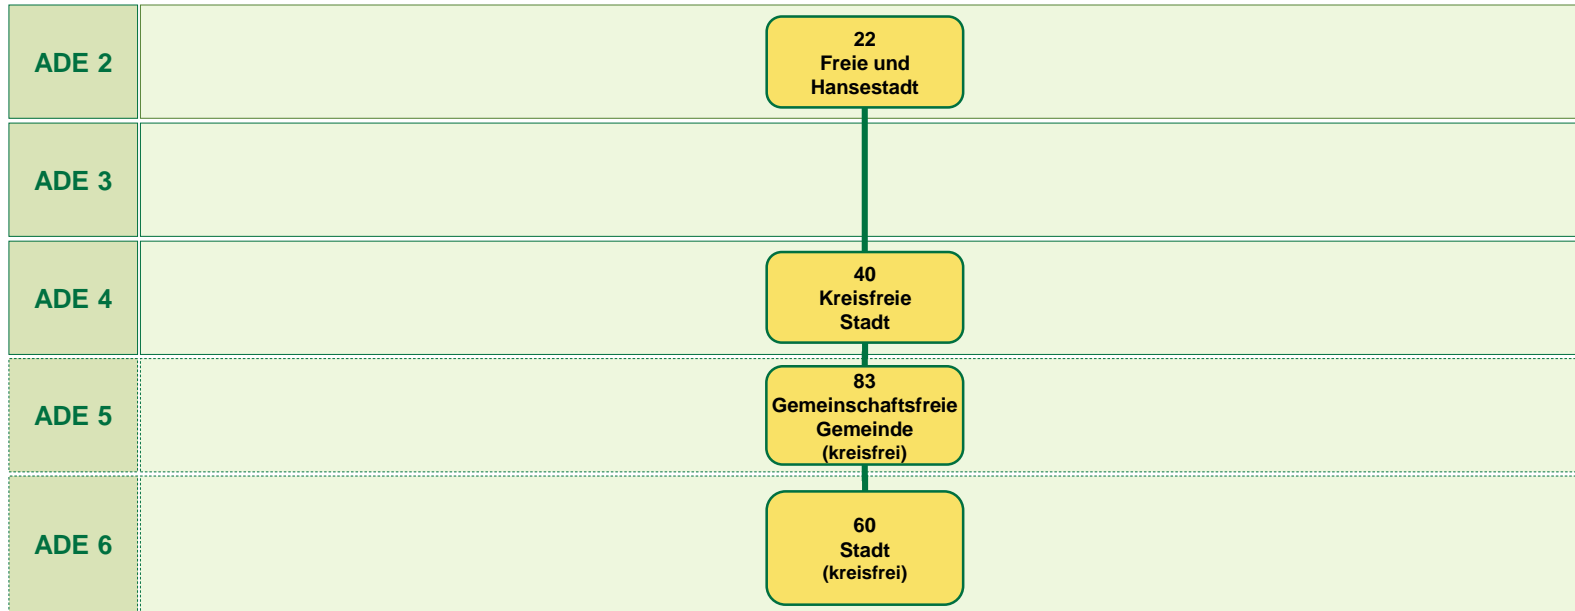 ADE 2
22
Freie und
Hansestadt
ADE 3
ADE 4
40
Kreisfreie
Stadt
ADE 5
83
Gemeinschaftsfreie
Gemeinde
(kreisfrei)
ADE 6
60
Stadt
(kreisfrei)